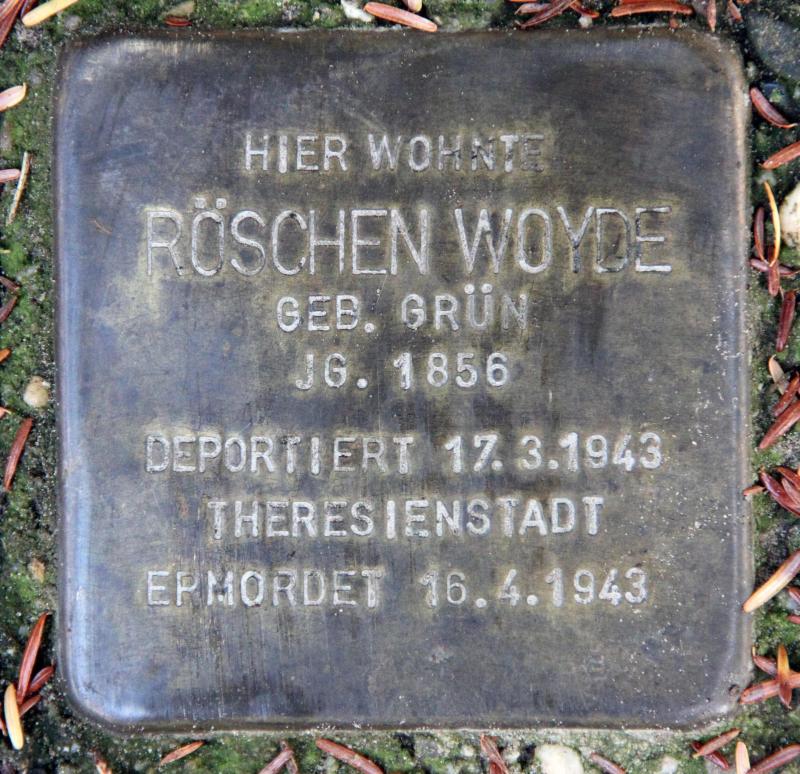 HIER WOHNTE
RÖSCHEN WOYDE
GEB. GRÜN
JG. 1856
DEPORTIERT 17.3.1943
THERESIENSTADT
ERMORDET 16.4.1943